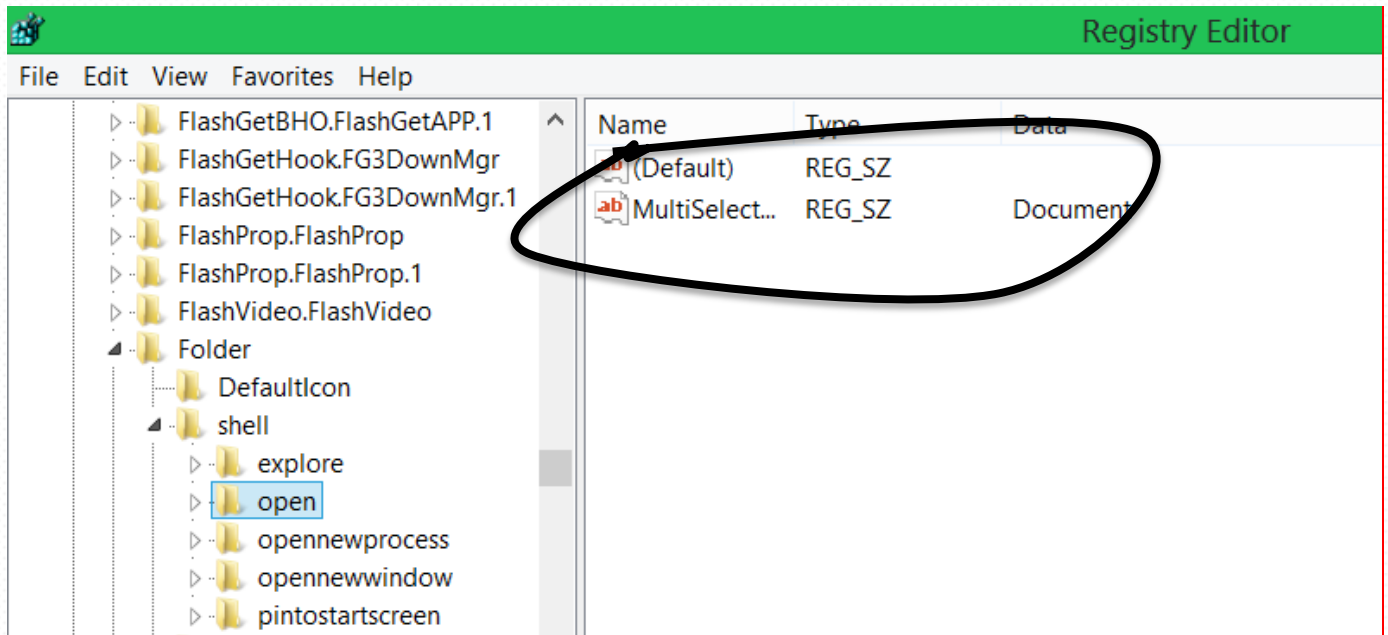 Registry Editor
File Edit View Favorites Help
FlashGetBHO.FlashGetAPP.1
FlashGetHook.FG3DownMgr
FlashGetHook.FG3DownMgr.1
FlashProp.FlashProp
FlashProp.FlashProp.1
FlashVideo.FlashVideo
Folder
DefaultIcon
shell
explore
open
opennewprocess
opennewwindow
pintostartscreen
Name Type Data
ab (Default) REG_SZ
ab MultiSelect... REG_SZ Document